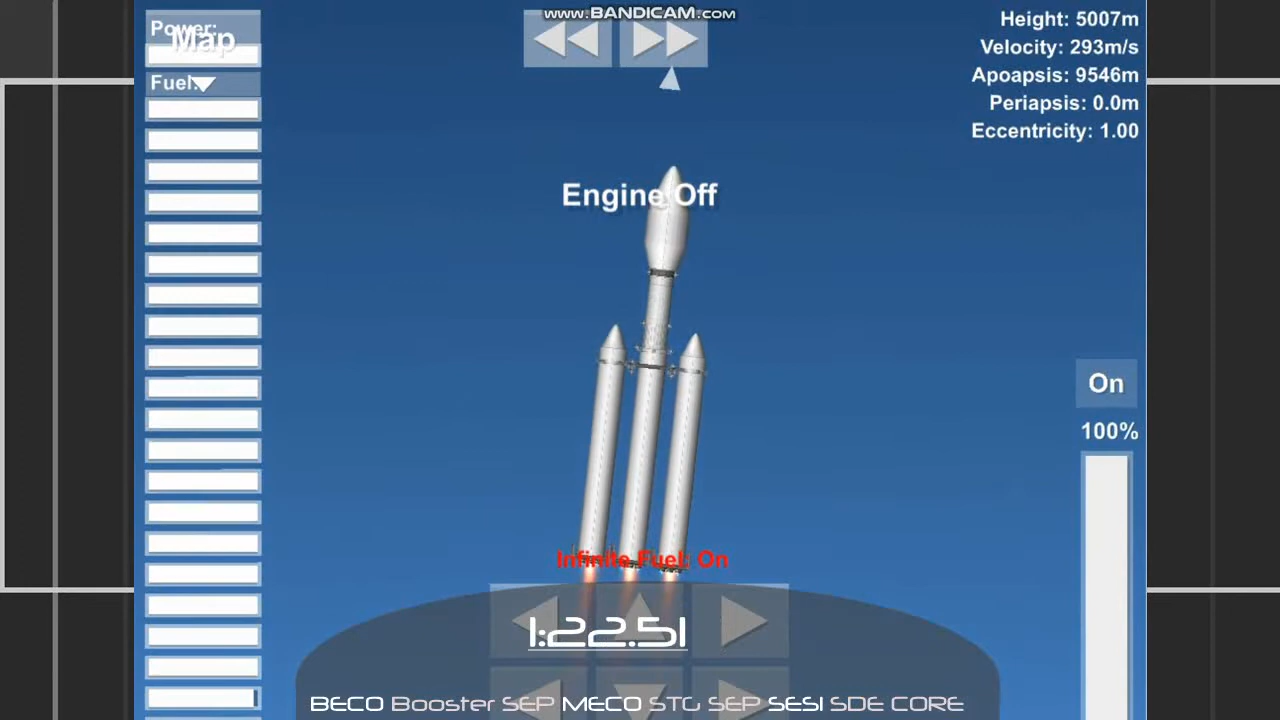 www.BANDICAM.com
Power:
Map
Fuel:
Height: 5007m
Velocity: 293m/s
Apoapsis: 9546m
Periapsis: 0.0m
Eccentricity: 1.00
Engine Off
On
100%
Infinite Fuel: On
1:22.51
BECO Booster SEP MECO STG SEP SES1 SDE CORE